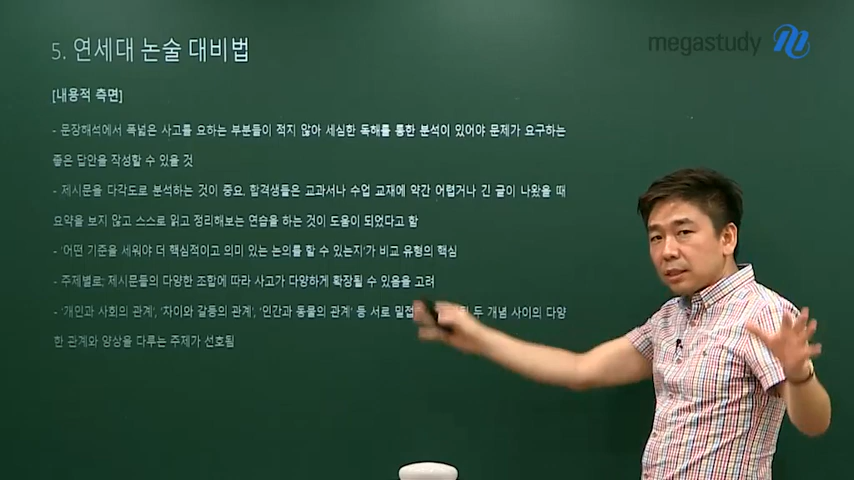 5. 연세대 논술 대비법
megastudy
[내용적 측면]
- 문장해석에서 폭넓은 사고를 요하는 부분들이 적지 않아 세심한 독해를 통한 분석이 있어야 문제가 요구하는
좋은 답안을 작성할 수 있을 것
- 제시문을 다각도로 분석하는 것이 중요. 합격생들은 교과서나 수업 교재에 약간 어렵거나 긴 글이 나왔을 때
요약을 보지 않고 스스로 읽고 정리해보는 연습을 하는 것이 도움이 되었다고 함
- '어떤 기준을 세워야 더 핵심적이고 의미 있는 논의를 할 수 있는지'가 비교 유형의 핵심
- 주제별로: 제시문들의 다양한 조합에 따라 사고가 다양하게 확장될 수 있음을 고려
- '개인과 사회의 관계', '차이와 갈등의 관계', '인간과 동물의 관계' 등 서로 두 개념 사이의 다양
한 관계와 양상을 다루는 주제가 선호됨